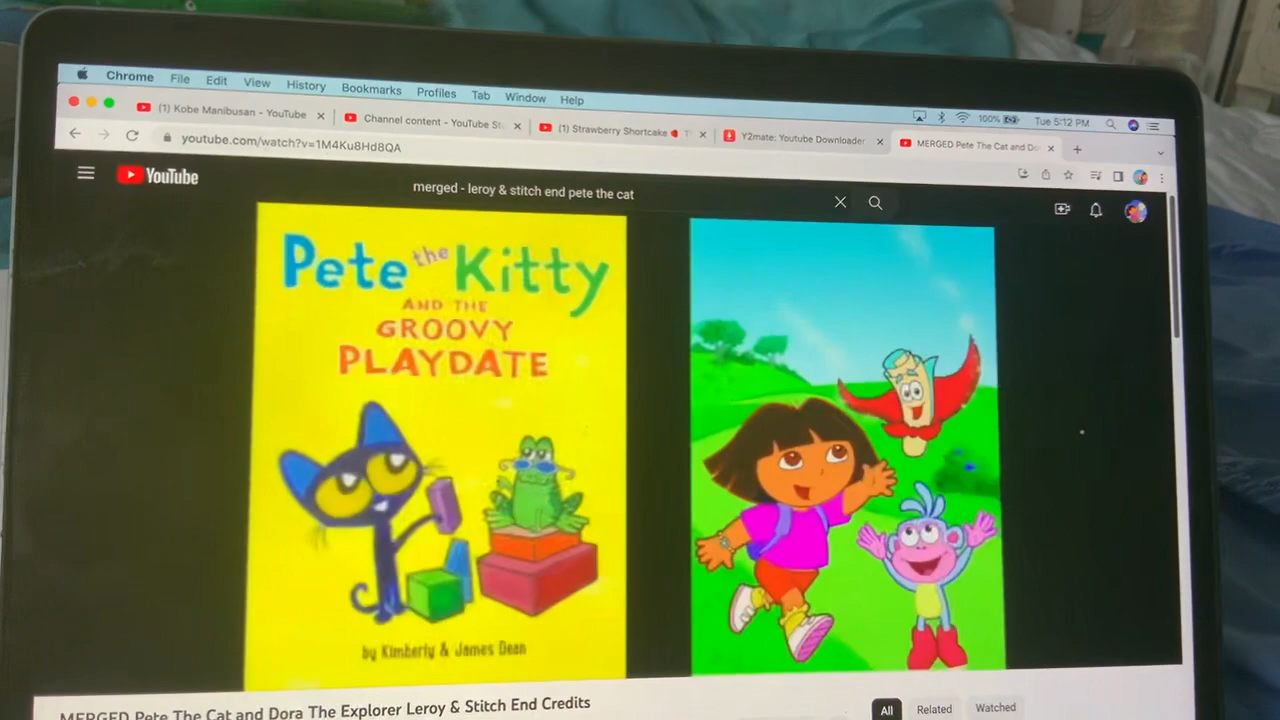 Chrome File Edit View History Bookmarks Profiles Tab Window Help
100% Tue 5:12 PM
(1) Kobe Manibusan - YouTube
Channel content - YouTube St
(1) Strawberry Shortcake
Y2mate: Youtube Downloader
MERGED Pete The Cat and Do
youtube.com/watch?v=1M4Ku8Hd8QA
YouTube
merged - leroy & stitch end pete the cat
Pete the Kitty
AND THE
GROOVY
PLAYDATE
by Kimberly & James Dean
MERGED Pete The Cat and Dora The Explorer Leroy & Stitch End Credits
All Related Watched